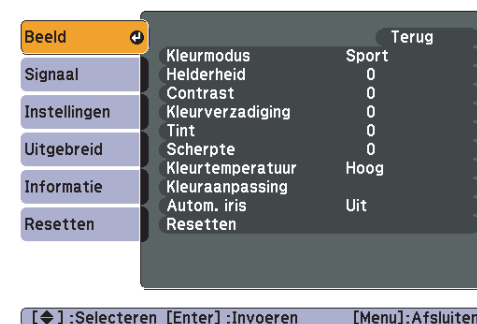 Beeld
Signaal
Instellingen
Uitgebreid
Informatie
Resetten
Terug
Kleurmodus Sport
Helderheid 0
Contrast 0
Kleurverzadiging 0
Tint 0
Scherpte 0
Kleurtemperatuur Hoog
Kleuraanpassing
Autom. iris Uit
Resetten
[◆] :Selecteren [Enter] :Invoeren [Menu]:Afsluiten